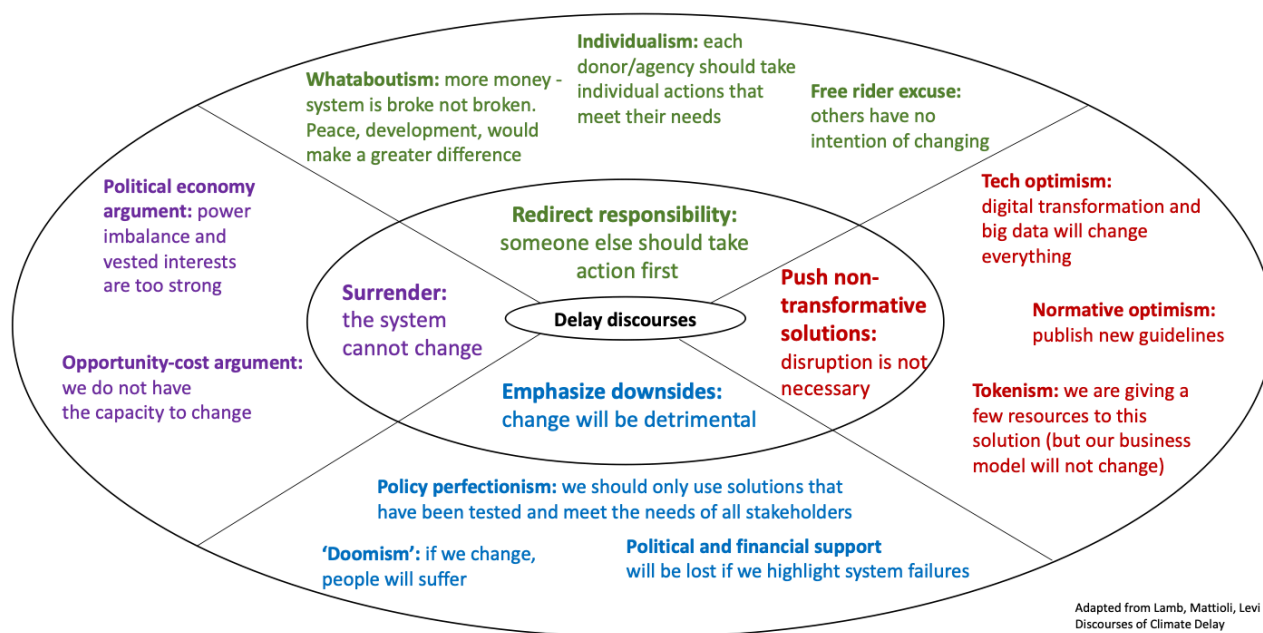 Individualism: each
donor/agency should take
individual actions that
meet their needs
Whataboutism: more money -
system is broke not broken.
Peace, development, would
make a greater difference
Free rider excuse:
others have no
intention of changing
Political economy
argument: power
imbalance and
vested interests
are too strong
Opportunity-cost argument:
we do not have
the capacity to change
Redirect responsibility:
someone else should take
action first
Surrender:
the system
cannot change
Delay discourses
Push non-
transformative
solutions:
disruption is not
necessary
Emphasize downsides:
change will be detrimental
Tech optimism:
digital transformation and
big data will change
everything
Normative optimism:
publish new guidelines
Tokenism: we are giving a
few resources to this
solution (but our business
model will not change)
Policy perfectionism: we should only use solutions that
have been tested and meet the needs of all stakeholders
‘Doomism’: if we change,
people will suffer
Political and financial support
will be lost if we highlight system failures
Adapted from Lamb, Mattioli, Levi
Discourses of Climate Delay